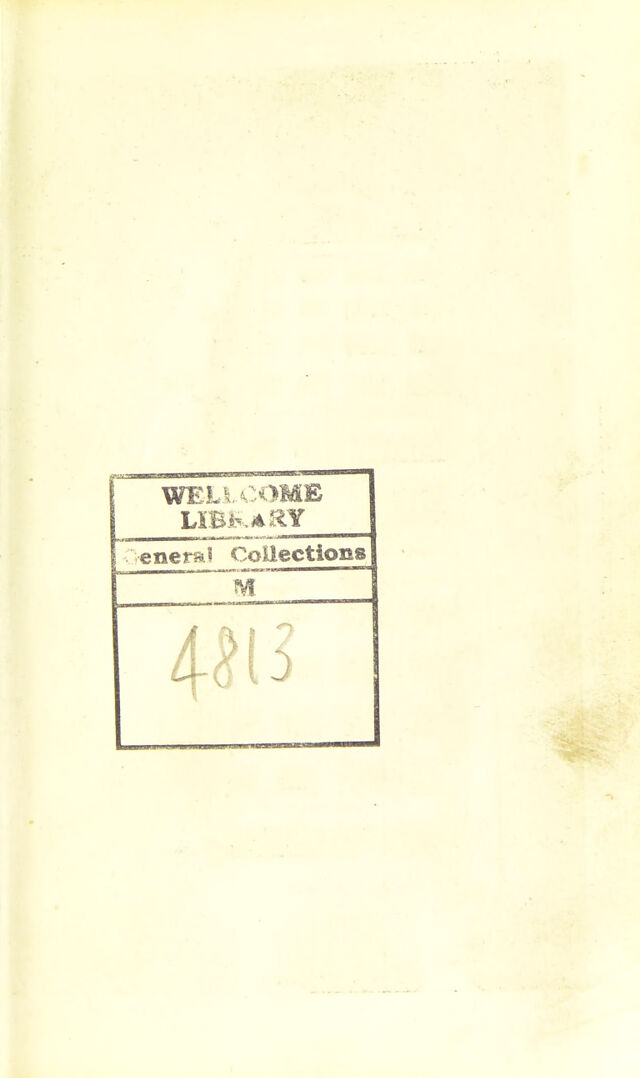 WELLCOME
LIBRARY
General Collections
M
4813